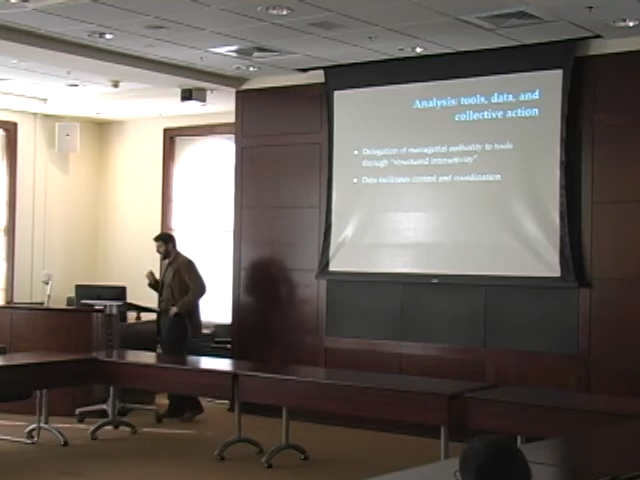 Analysis: tools, data, and
collective action
Delegation of managerial authority to tools
through "structured interactivity"
Data facilitates control and coordination